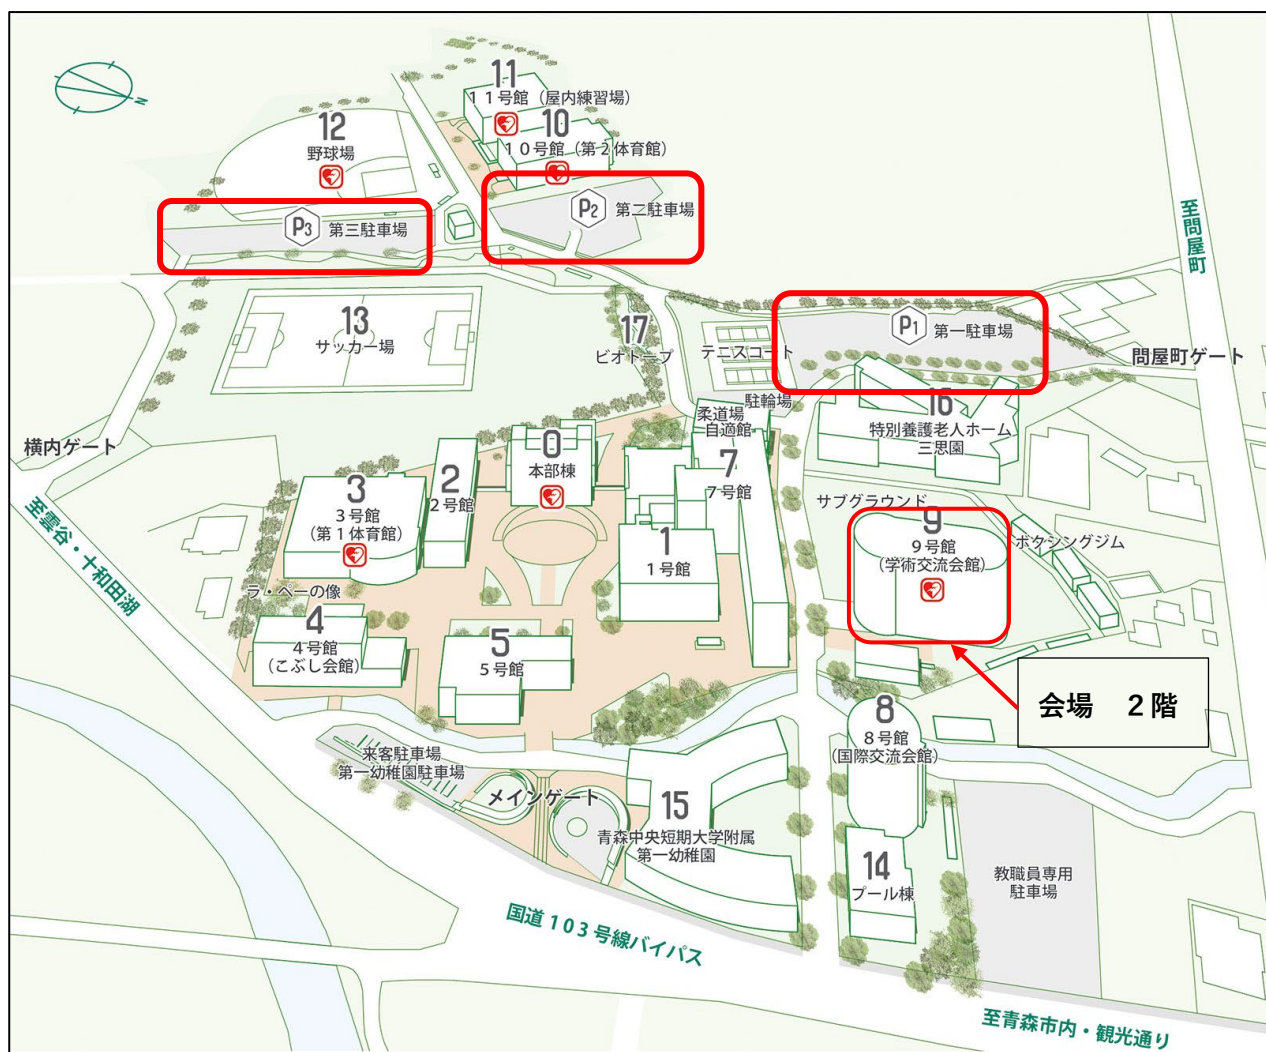 N
11
11号館（屋内練習場）
10
10号館（第2体育館）
12
野球場
P3 第三駐車場
P2 第二駐車場
至問屋町
13
サッカー場
17
ビオトープ
テニスコート
P1 第一駐車場
問屋町ゲート
駐輪場
柔道場
自適館
16
特別養護老人ホーム
三思園
横内ゲート
至雲谷・十和田湖
0
本部棟
2
2号館
3
3号館
（第1体育館）
7
7号館
1
1号館
サブグラウンド
9
9号館
（学術交流会館）
ボクシングジム
ラ・ペーの像
4
4号館
（こぶし会館）
5
5号館
会場　2階
8
8号館
（国際交流会館）
来客駐車場
第一幼稚園駐車場
メインゲート
15
青森中央短期大学附属
第一幼稚園
14
プール棟
教職員専用
駐車場
国道103号線バイパス
至青森市内・観光通り